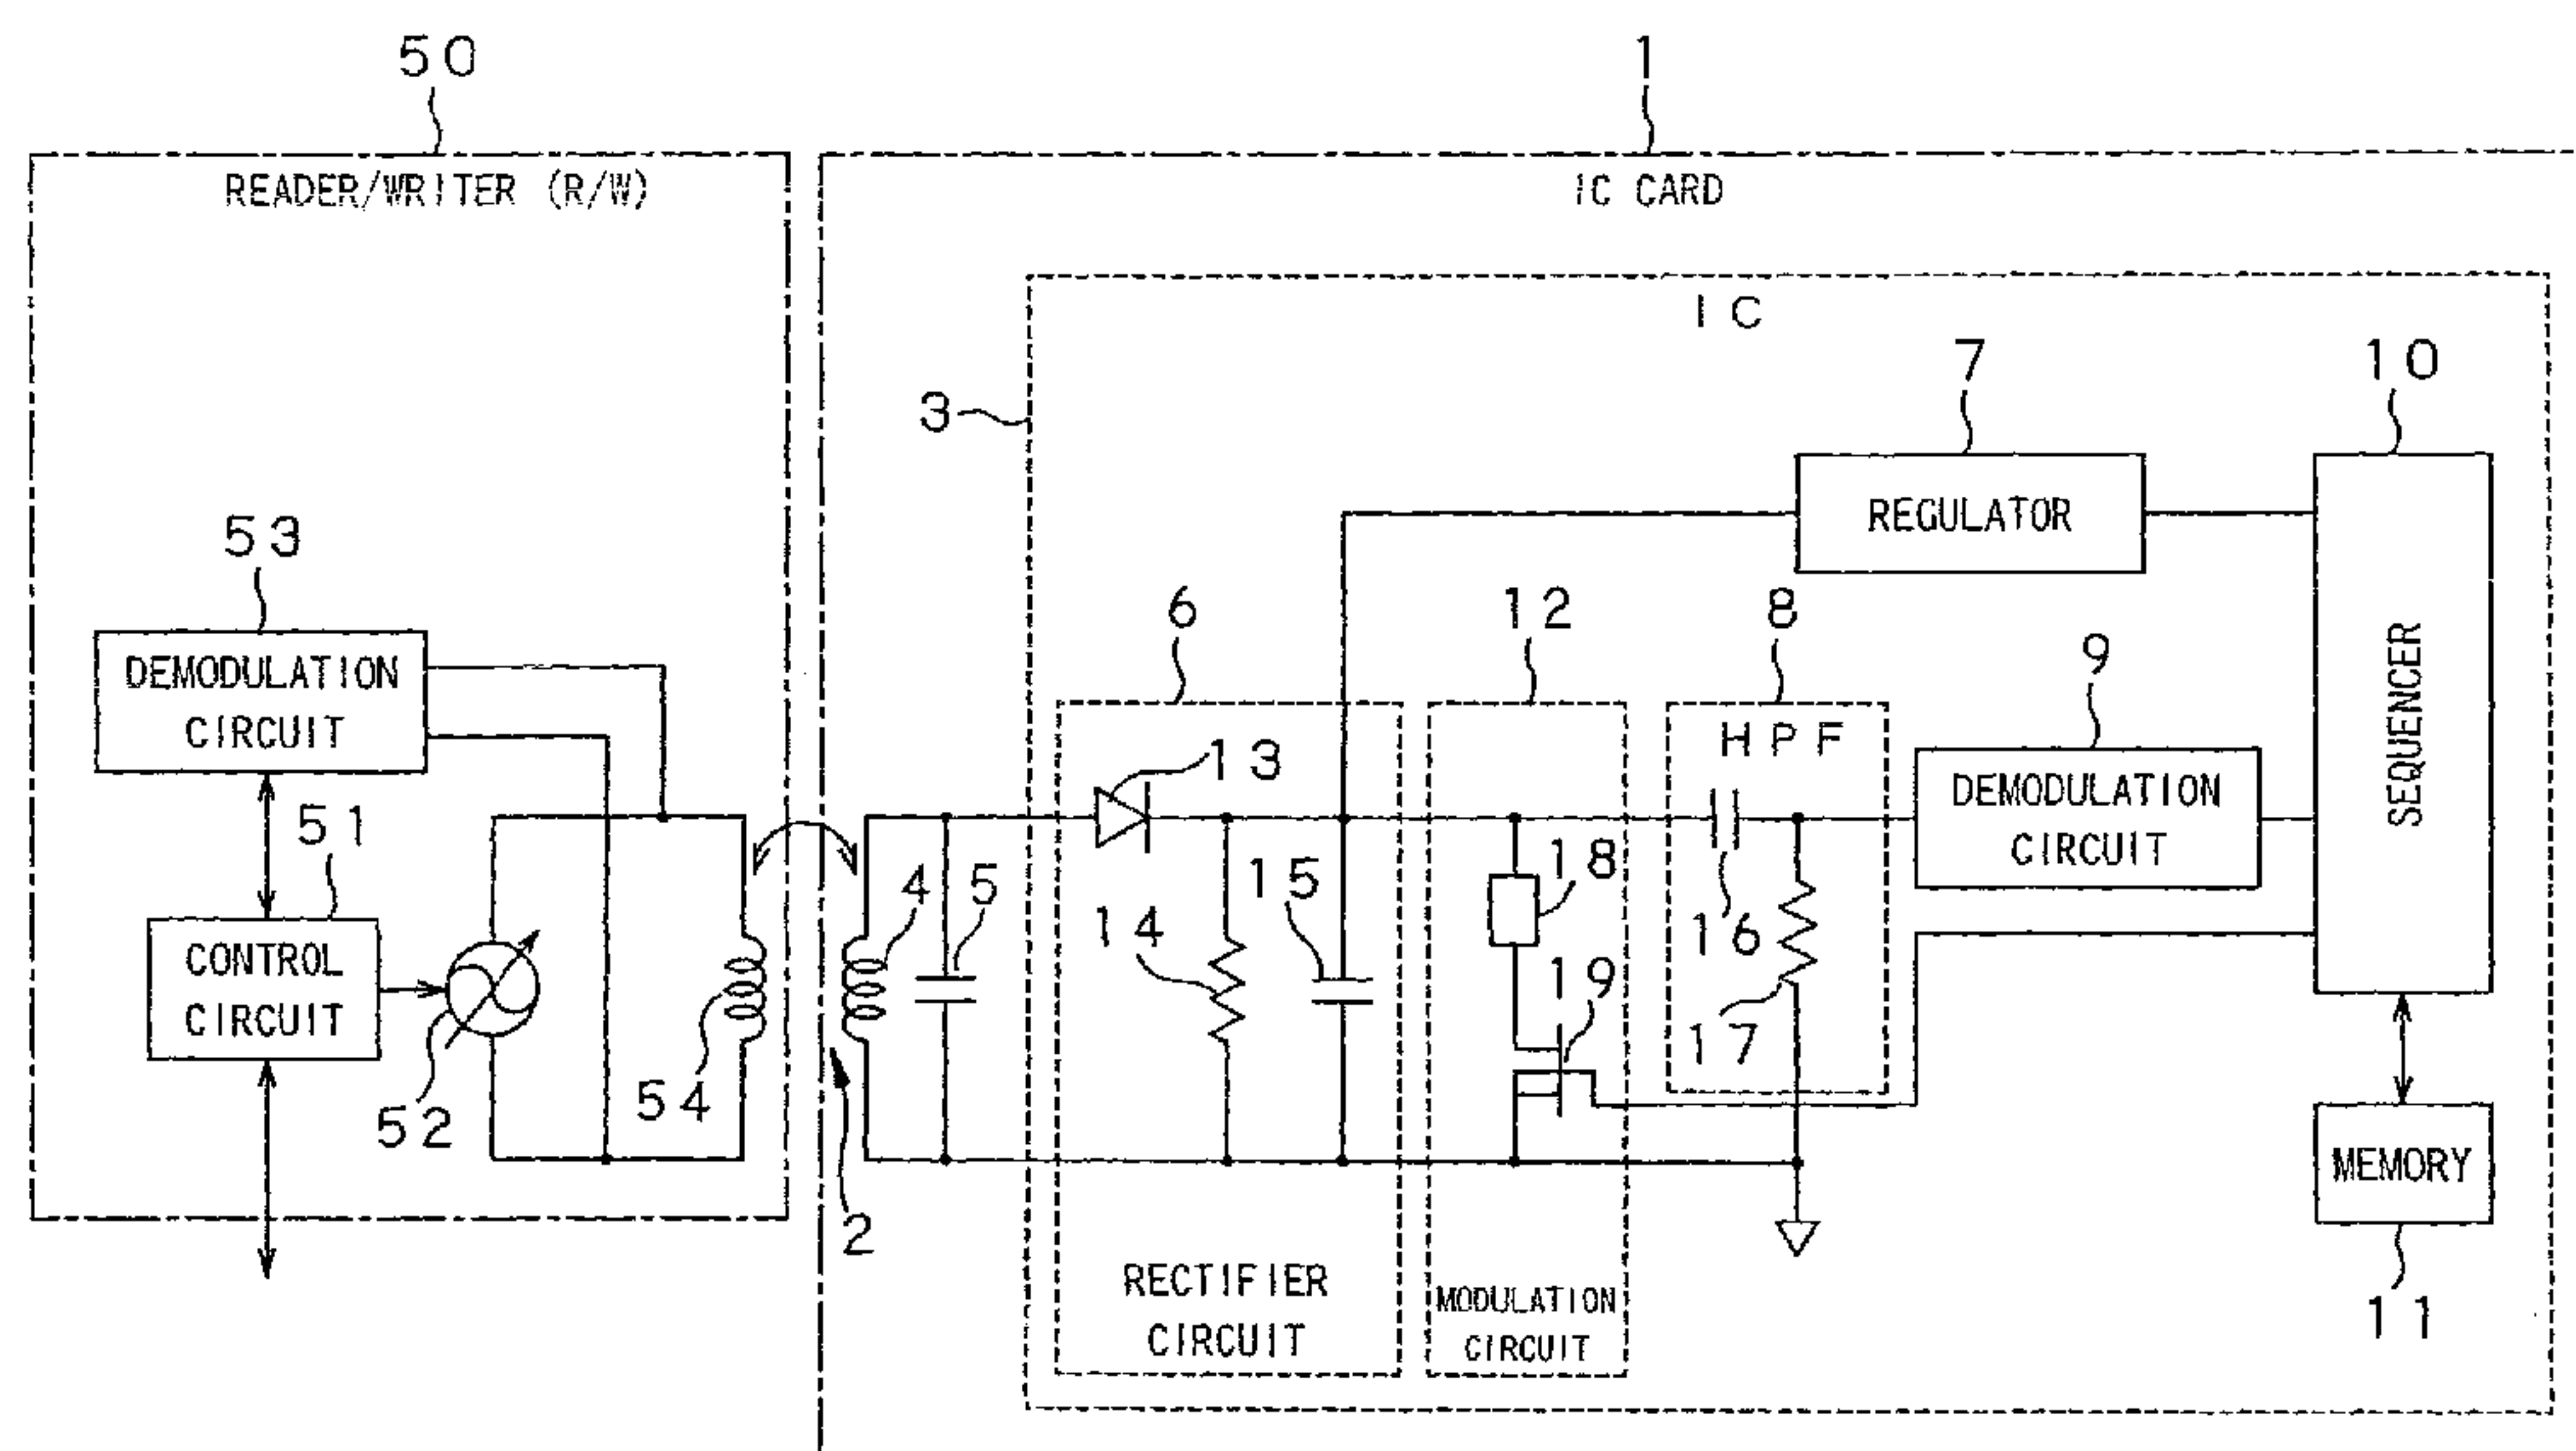 50
1
READER/WRITER (R/W)
IC CARD
IC
7
10
3
REGULATOR
53
6
12
8
9
DEMODULATION
CIRCUIT
HPF
13
SEQUENCER
51
DEMODULATION
CIRCUIT
4
5
15
18
14
16
CONTROL
CIRCUIT
19
17
54
52
MEMORY
2
RECTIFIER
CIRCUIT
MODULATION
CIRCUIT
11